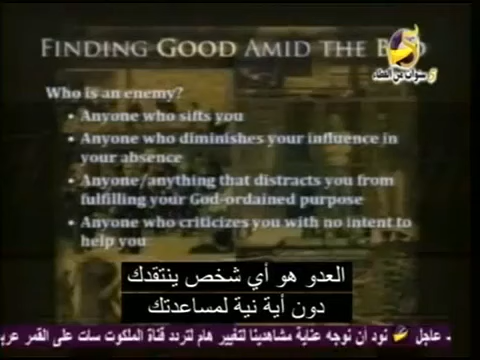 FINDING GOOD AMID THE BAD
سنوات من العطاء
Who is an enemy?
• Anyone who sifts you
• Anyone who diminishes your influence in
your absence
• Anyone/anything that distracts you from
fulfilling your God-ordained purpose
• Anyone who criticizes you with no intent to
help you
العدو هو أي شخص ينتقدك
دون أية نية لمساعدتك
- عاجل نود أن نوجه عناية مشاهدينا لتغيير هام لتردد قناة الملكوت سات على القمر